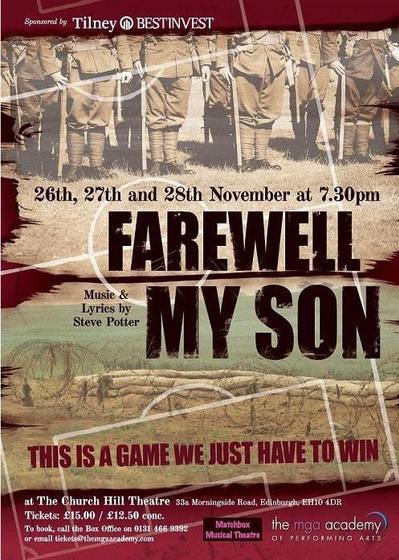 Sponsored by Tilney BESTINVEST
26th, 27th and 28th November at 7.30pm
FAREWELL
Music &
Lyrics by
Steve Potter
MY SON
THIS IS A GAME WE JUST HAVE TO WIN
at The Church Hill Theatre 33a Morningside Road, Edinburgh, EH10 4DR
Tickets: £15.00 / £12.50 conc.
To book, call the Box Office on 0131 466 9392
or email tickets@themgaacademy.com
Matchbox
Musical Theatre
the mga academy
OF PERFORMING ARTS